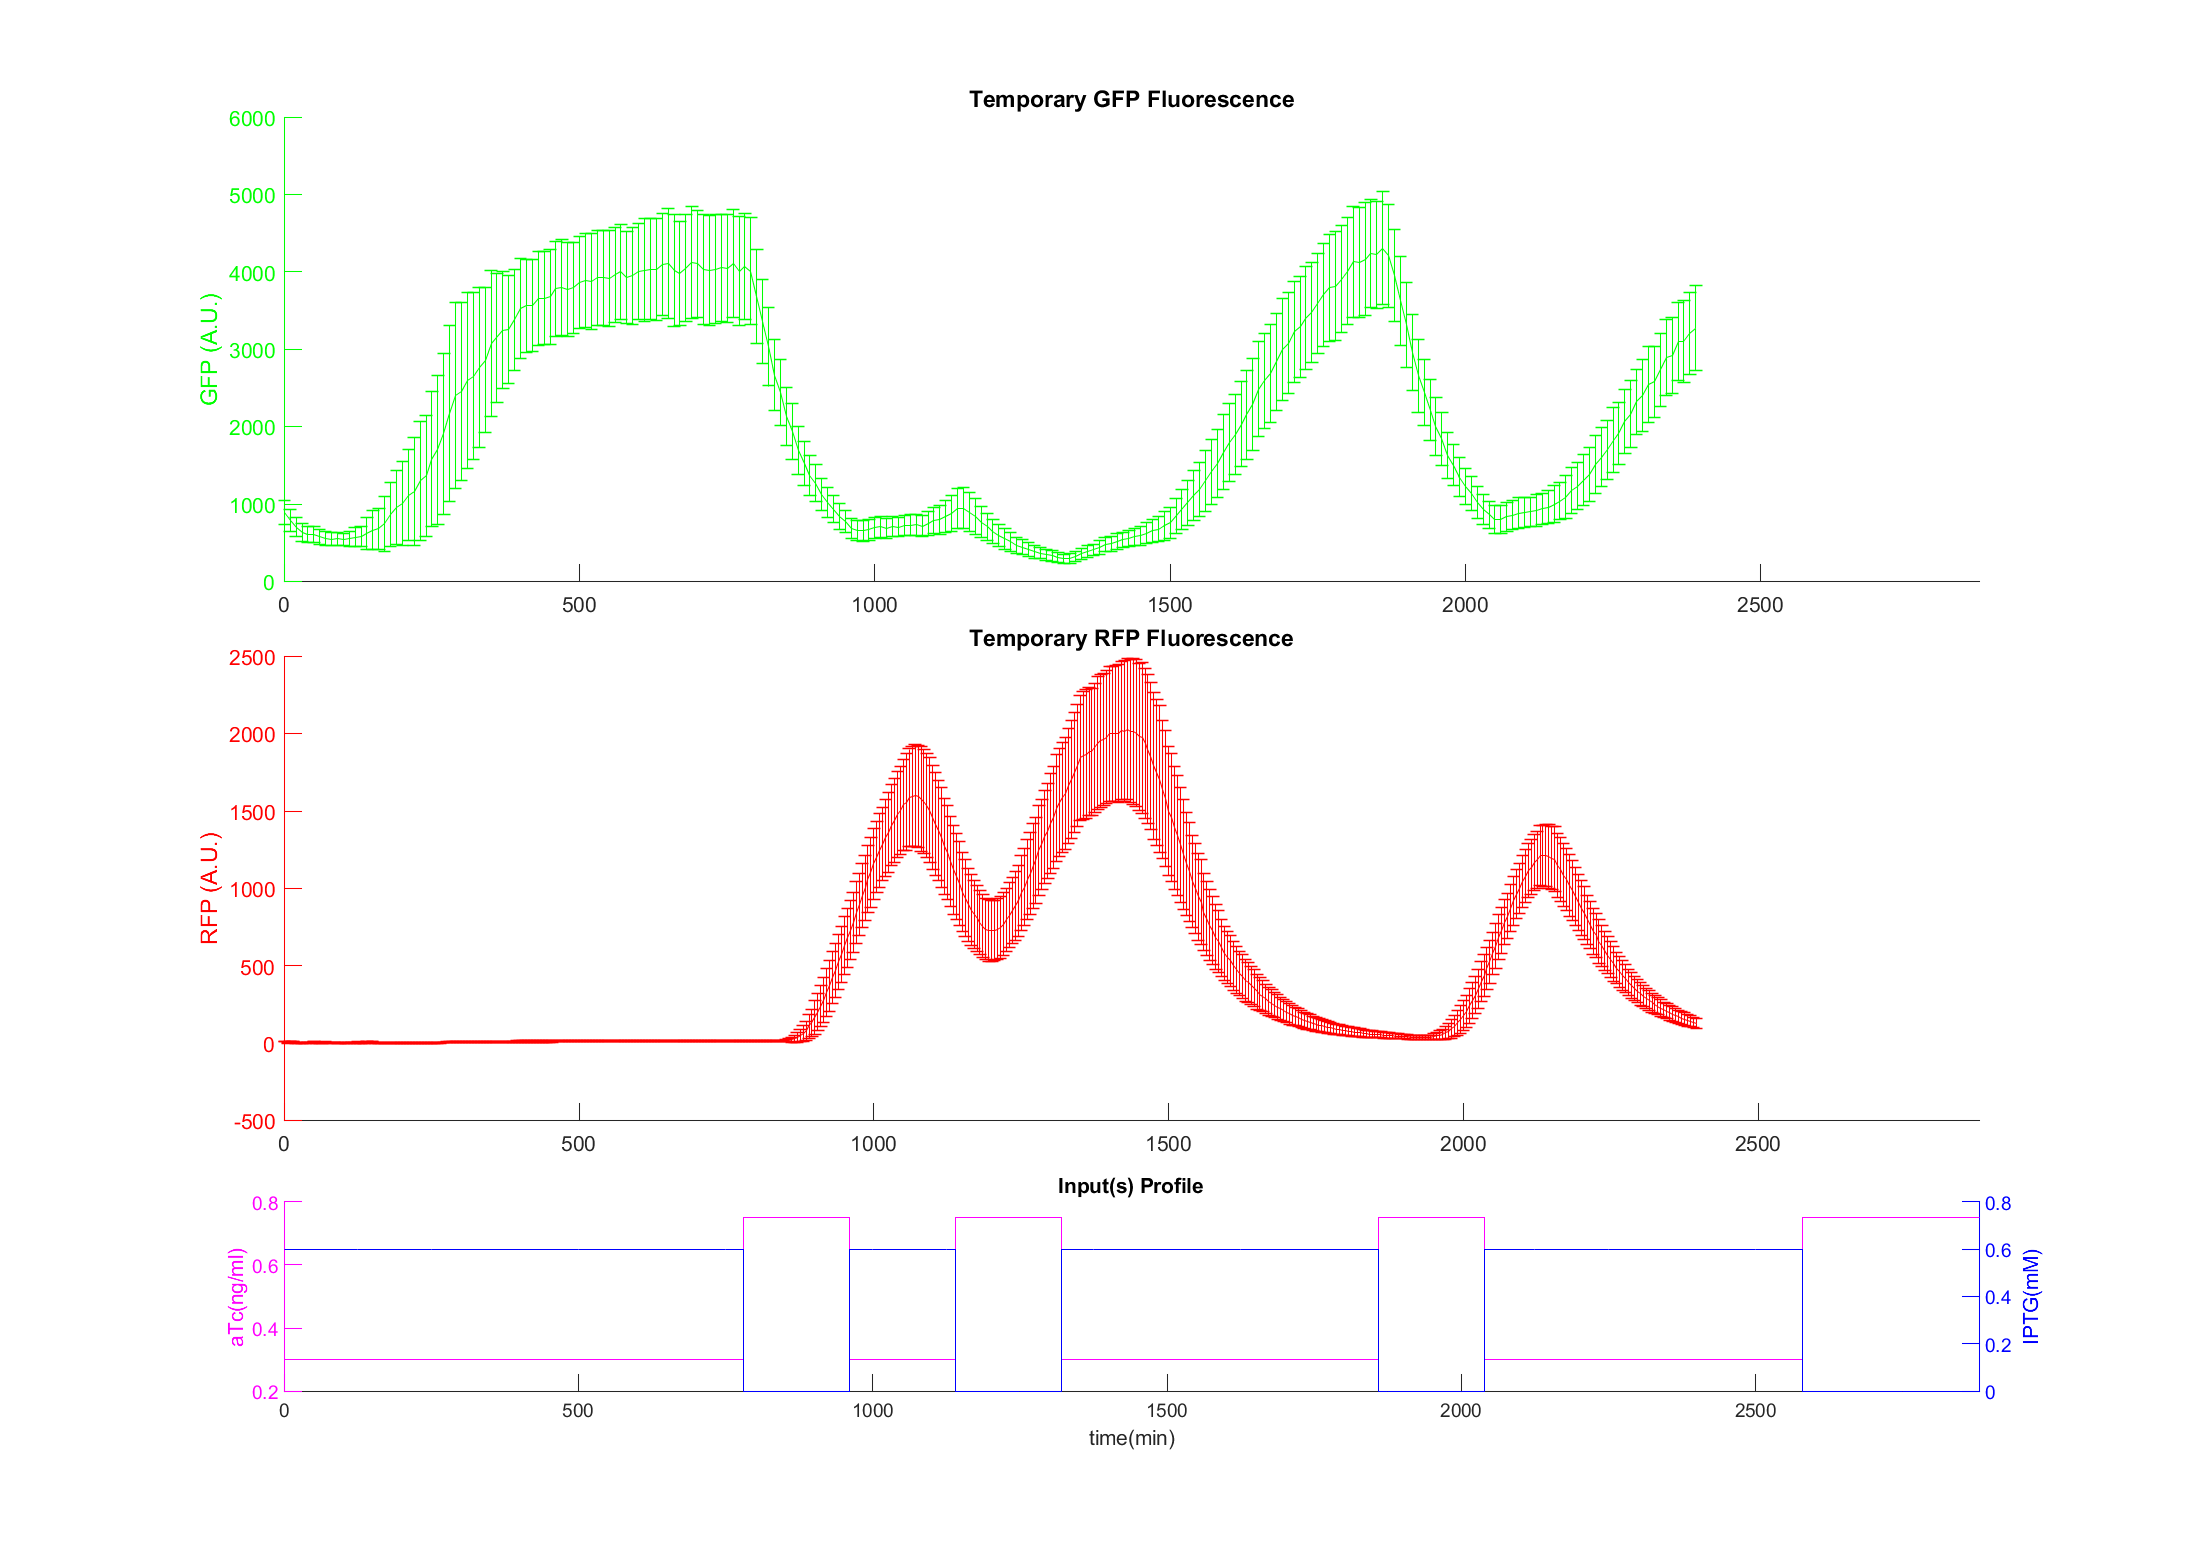 Temporary GFP Fluorescence
6000
5000
4000
3000
2000
1000
0
GFP (A.U.)
0 500 1000 1500 2000 2500
Temporary RFP Fluorescence
2500
2000
1500
1000
500
0
-500
RFP (A.U.)
0 500 1000 1500 2000 2500
Input(s) Profile
0.8
0.6
0.4
0.2
aTc(ng/ml)
0.8
0.6
0.4
0.2
0
IPTG(mM)
0 500 1000 1500 2000 2500
time(min)